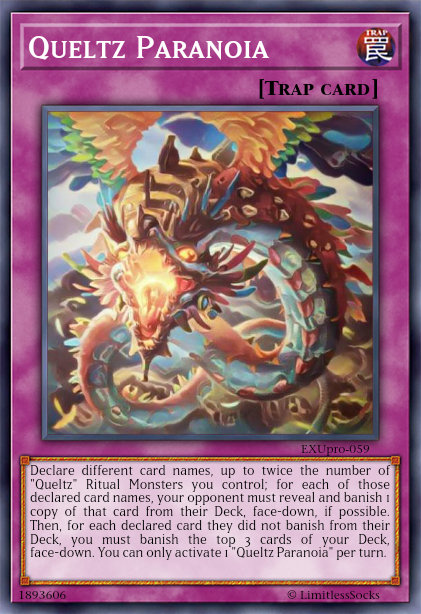 Queltz Paranoia
TRAP
罠
[Trap card]
EXUpro-059
Declare different card names, up to twice the number of
"Queltz" Ritual Monsters you control; for each of those
declared card names, your opponent must reveal and banish 1
copy of that card from their Deck, face-down, if possible.
Then, for each declared card they did not banish from their
Deck, you must banish the top 3 cards of your Deck,
face-down. You can only activate 1 "Queltz Paranoia" per turn.
1893606
© LimitlessSocks